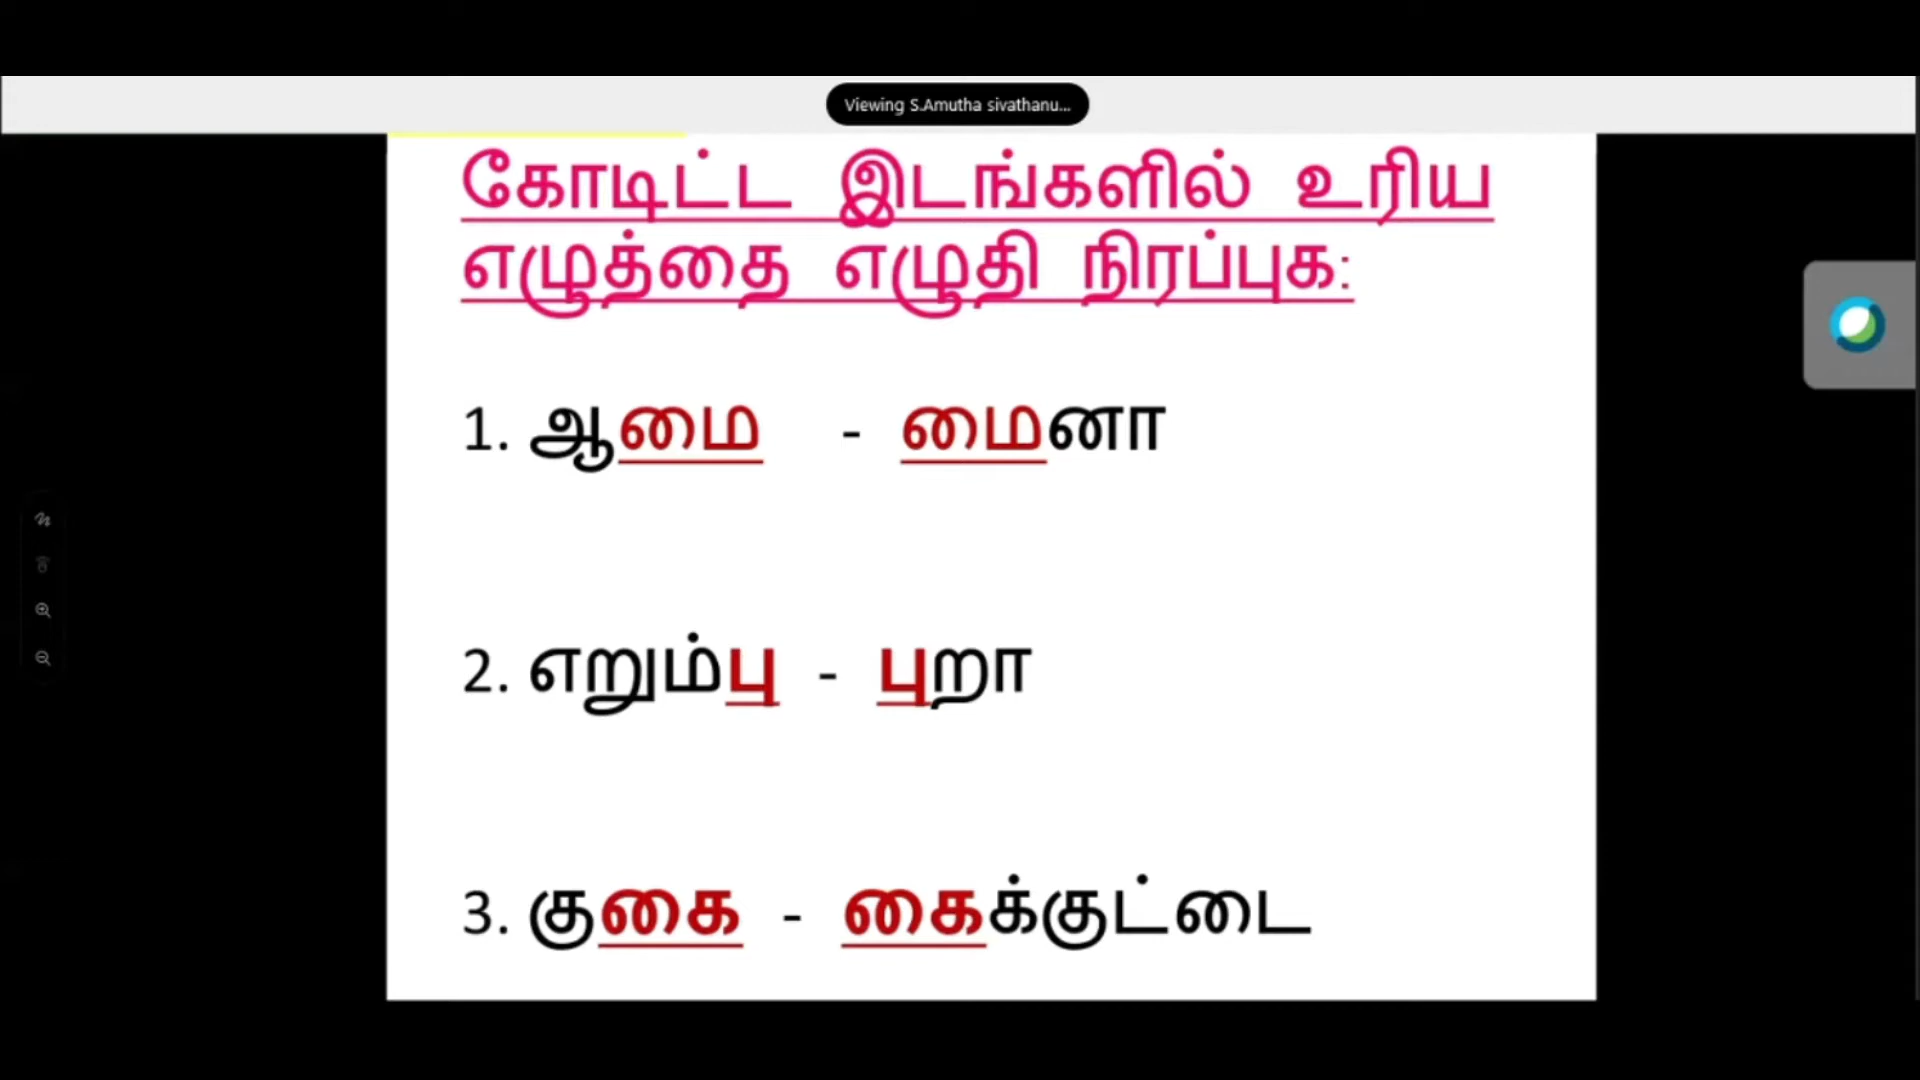 Viewing S.Amutha sivathanu...
கோடிட்ட இடங்களில் உரிய
எழுத்தை எழுதி நிரப்புக:
1. ஆமை - மைனா
2. எறும்பு - புறா
3. குகை - கைக்குட்டை